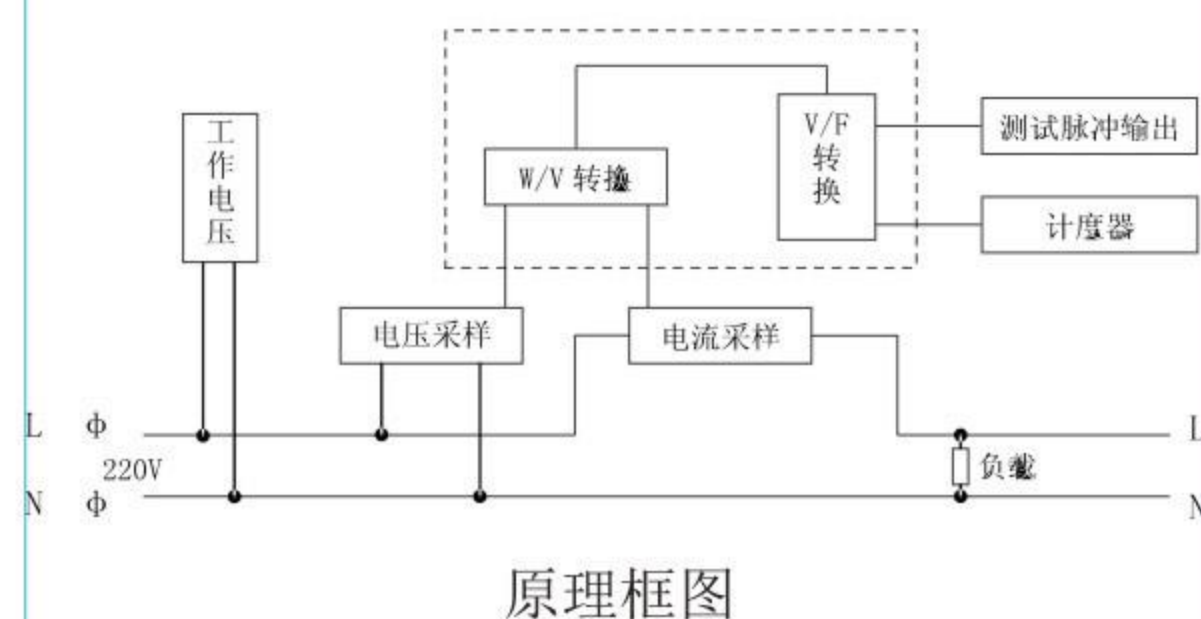 工作电压
W/V 转换
V/F转换
测试脉冲输出
计度器
电压采样
电流采样
L ф
220V
N ф
负载
L
N
原理框图